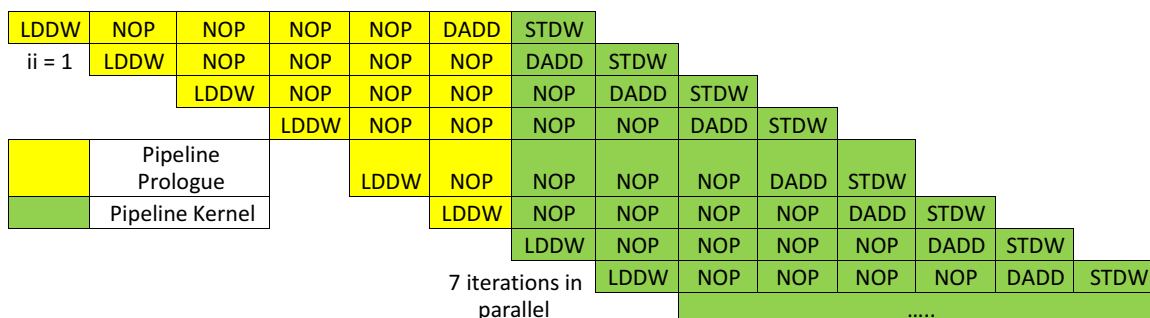 LDDW NOP NOP NOP NOP DADD STDW
ii = 1 LDDW NOP NOP NOP NOP DADD STDW
LDDW NOP NOP NOP NOP DADD STDW
LDDW NOP NOP NOP NOP DADD STDW
Pipeline
Prologue LDDW NOP NOP NOP NOP DADD STDW
Pipeline Kernel LDDW NOP NOP NOP NOP DADD STDW
LDDW NOP NOP NOP NOP DADD STDW
7 iterations in LDDW NOP NOP NOP NOP DADD STDW
parallel …..